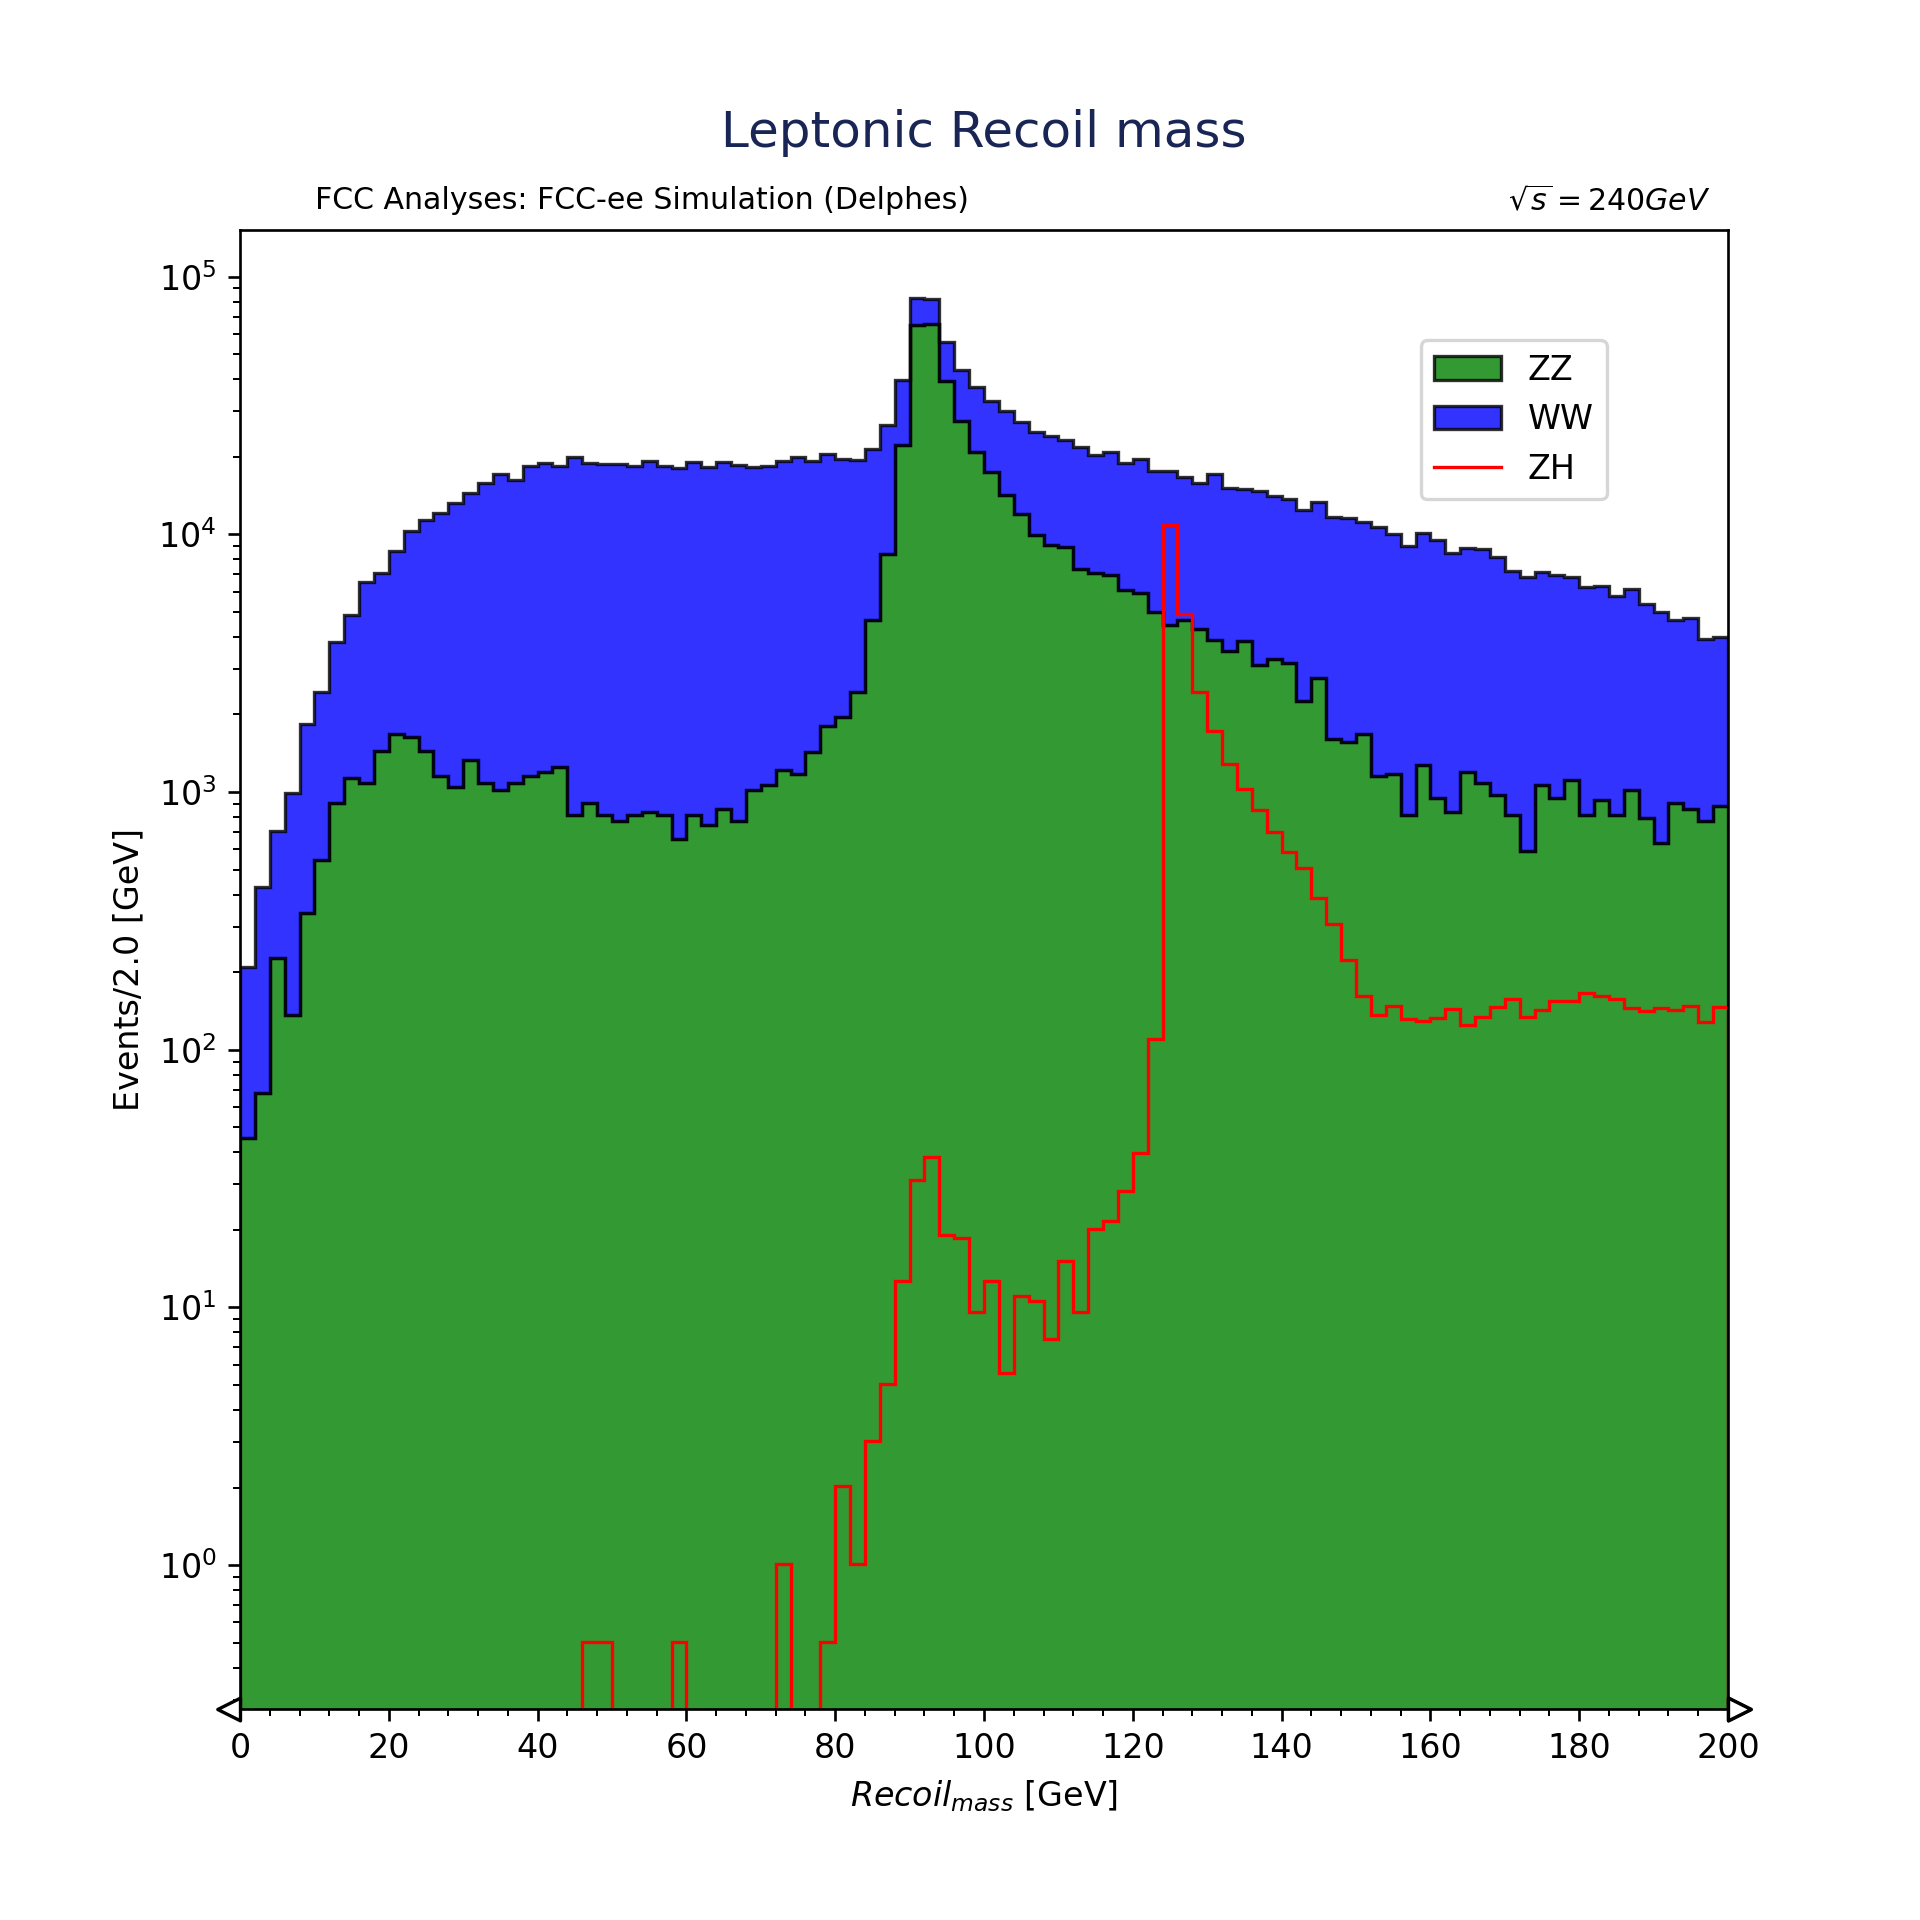 Leptonic Recoil mass
FCC Analyses: FCC-ee Simulation (Delphes)
√s = 240GeV
10⁵
10⁴
10³
10²
10¹
10⁰
Events/2.0 [GeV]
ZZ
WW
ZH
0 20 40 60 80 100 120 140 160 180 200
Recoil_mass [GeV]